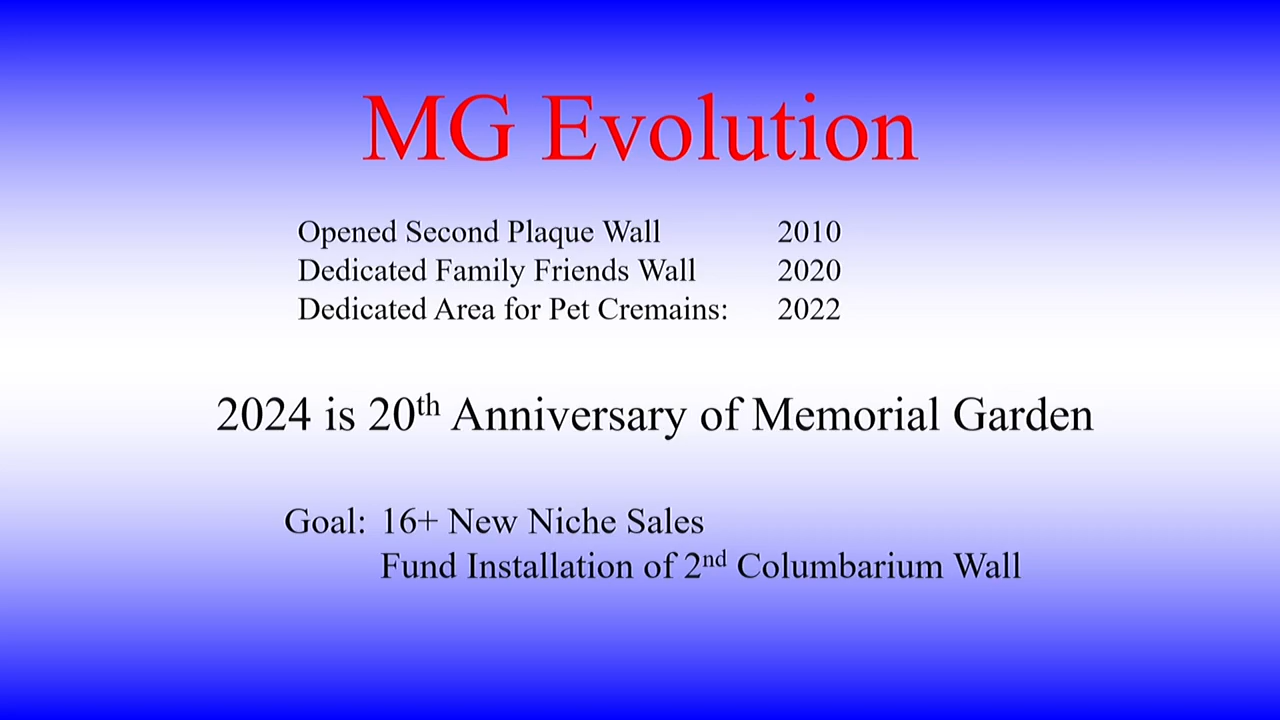 MG Evolution
Opened Second Plaque Wall 2010
Dedicated Family Friends Wall 2020
Dedicated Area for Pet Cremains: 2022
2024 is 20th Anniversary of Memorial Garden
Goal: 16+ New Niche Sales
Fund Installation of 2nd Columbarium Wall